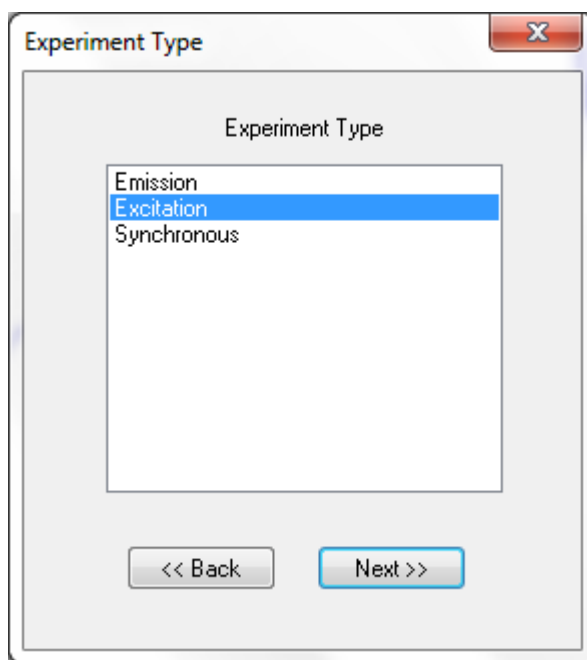 Experiment Type
Experiment Type
Emission
Excitation
Synchronous
<< Back
Next >>